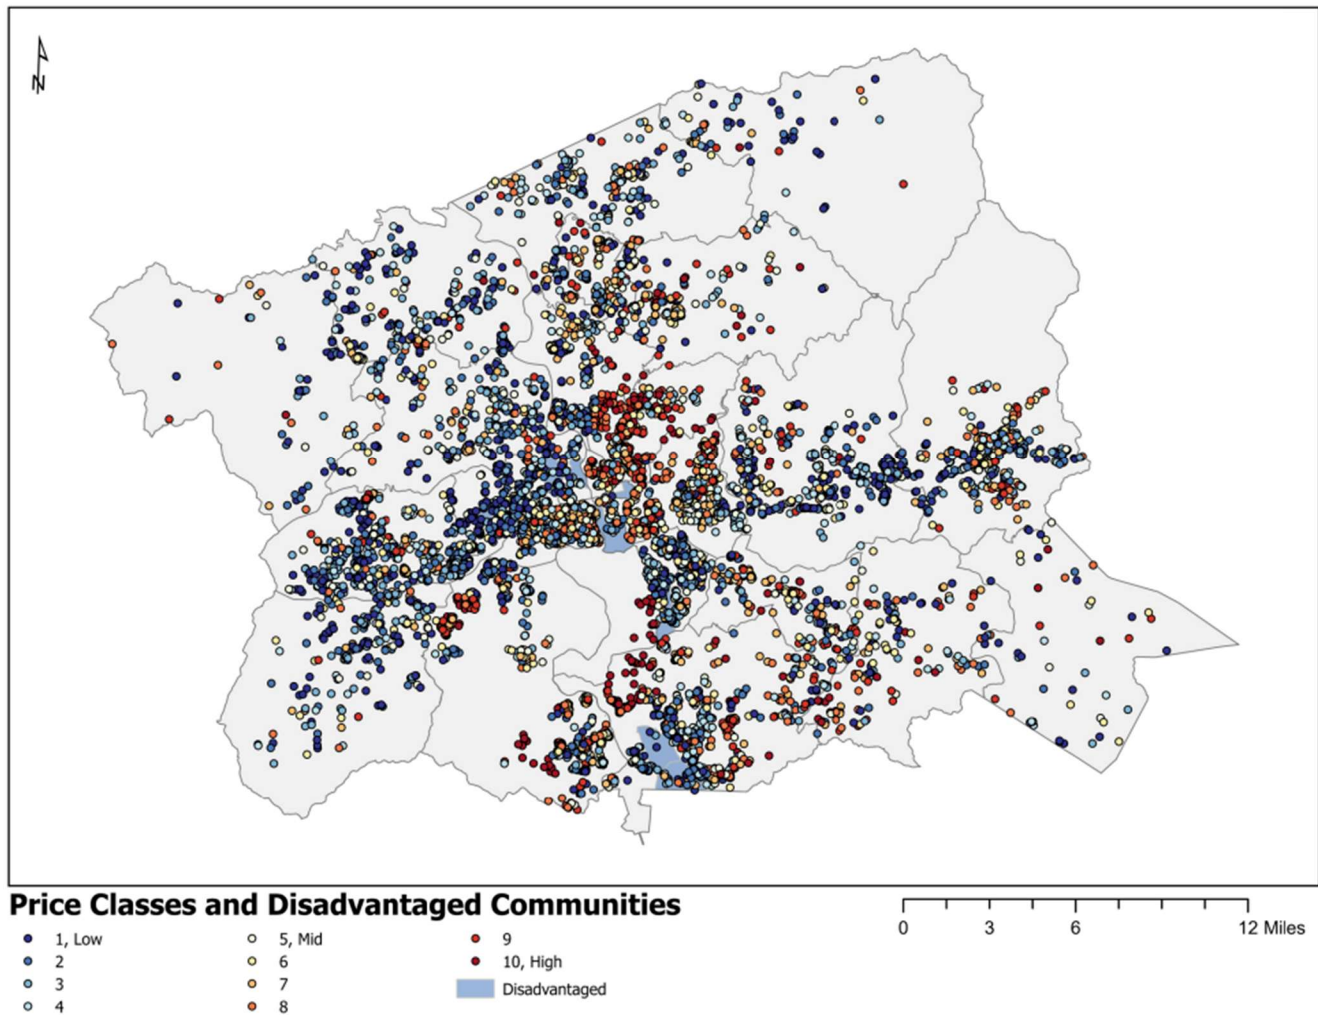 N
Price Classes and Disadvantaged Communities
1, Low
2
3
4
5, Mid
6
7
8
9
10, High
Disadvantaged
0 3 6 12 Miles